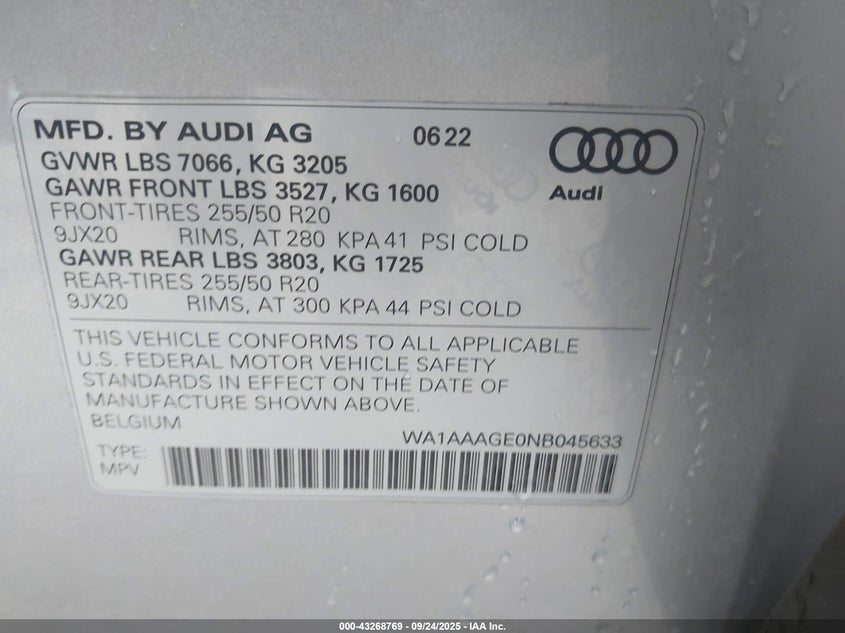 MFD. BY AUDI AG 0622
GVWR LBS 7066, KG 3205
GAWR FRONT LBS 3527, KG 1600
Audi
FRONT-TIRES 255/50 R20
9JX20 RIMS, AT 280 KPA 41 PSI COLD
GAWR REAR LBS 3803, KG 1725
REAR-TIRES 255/50 R20
9JX20 RIMS, AT 300 KPA 44 PSI COLD
THIS VEHICLE CONFORMS TO ALL APPLICABLE
U.S. FEDERAL MOTOR VEHICLE SAFETY
STANDARDS IN EFFECT ON THE DATE OF
MANUFACTURE SHOWN ABOVE.
BELGIUM
WA1AAAGE0NB045633
TYPE:
MPV
000-43268769 - 09/24/2025 - IAA Inc.